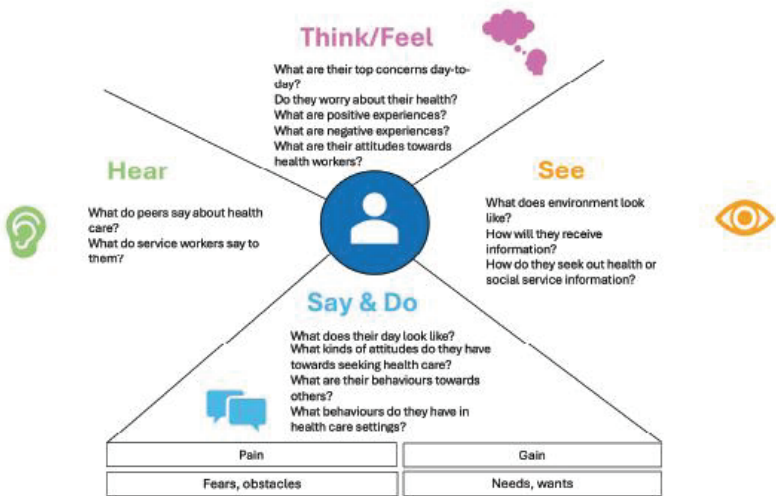 Think/Feel
What are their top concerns day-to-
day?
Do they worry about their health?
What are positive experiences?
What are negative experiences?
What are their attitudes towards
health workers?
Hear
What do peers say about health
care?
What do service workers say to
them?
See
What does environment look
like?
How will they receive
information?
How do they seek out health or
social service information?
Say & Do
What does their day look like?
What kinds of attitudes do they have
towards seeking health care?
What are their behaviours towards
others?
What behaviours do they have in
health care settings?
Pain
Gain
Fears, obstacles
Needs, wants